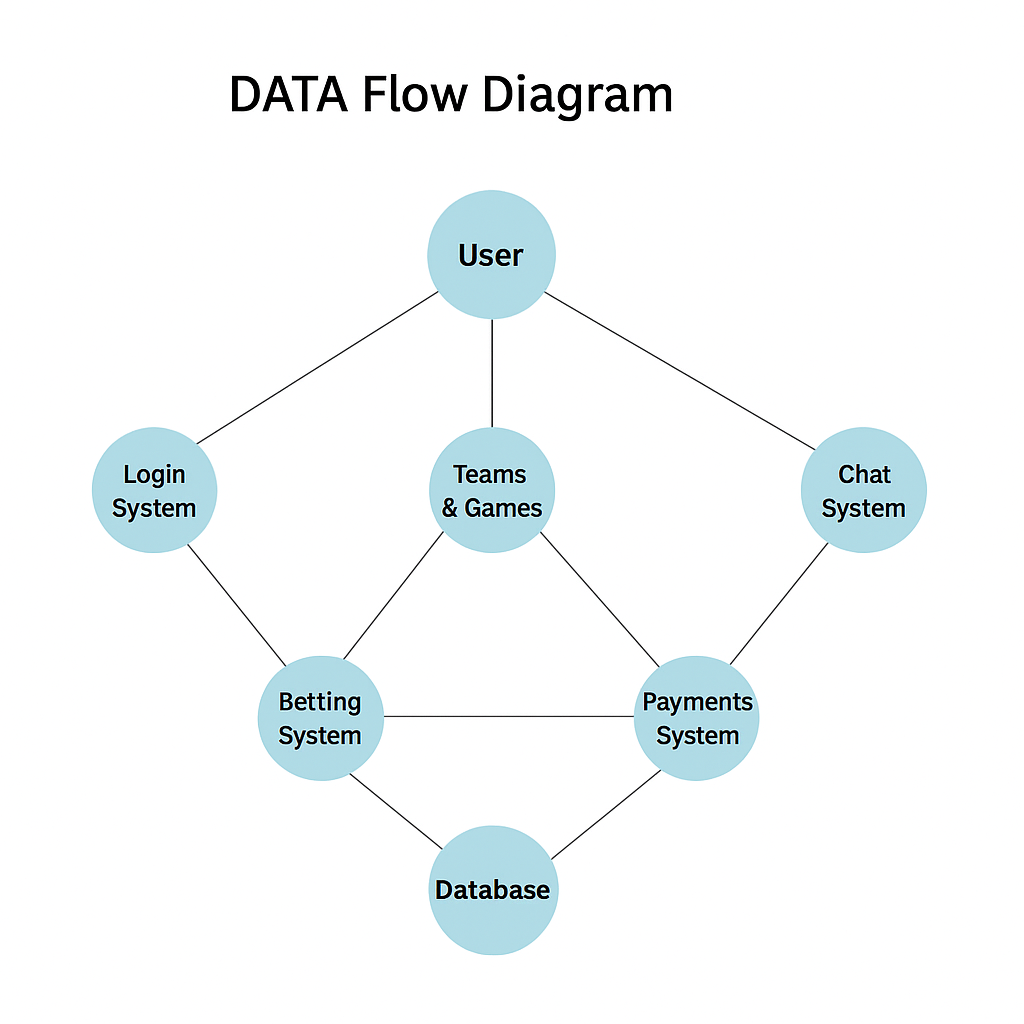 DATA Flow Diagram
User
Login
System
Teams
& Games
Chat
System
Betting
System
Payments
System
Database